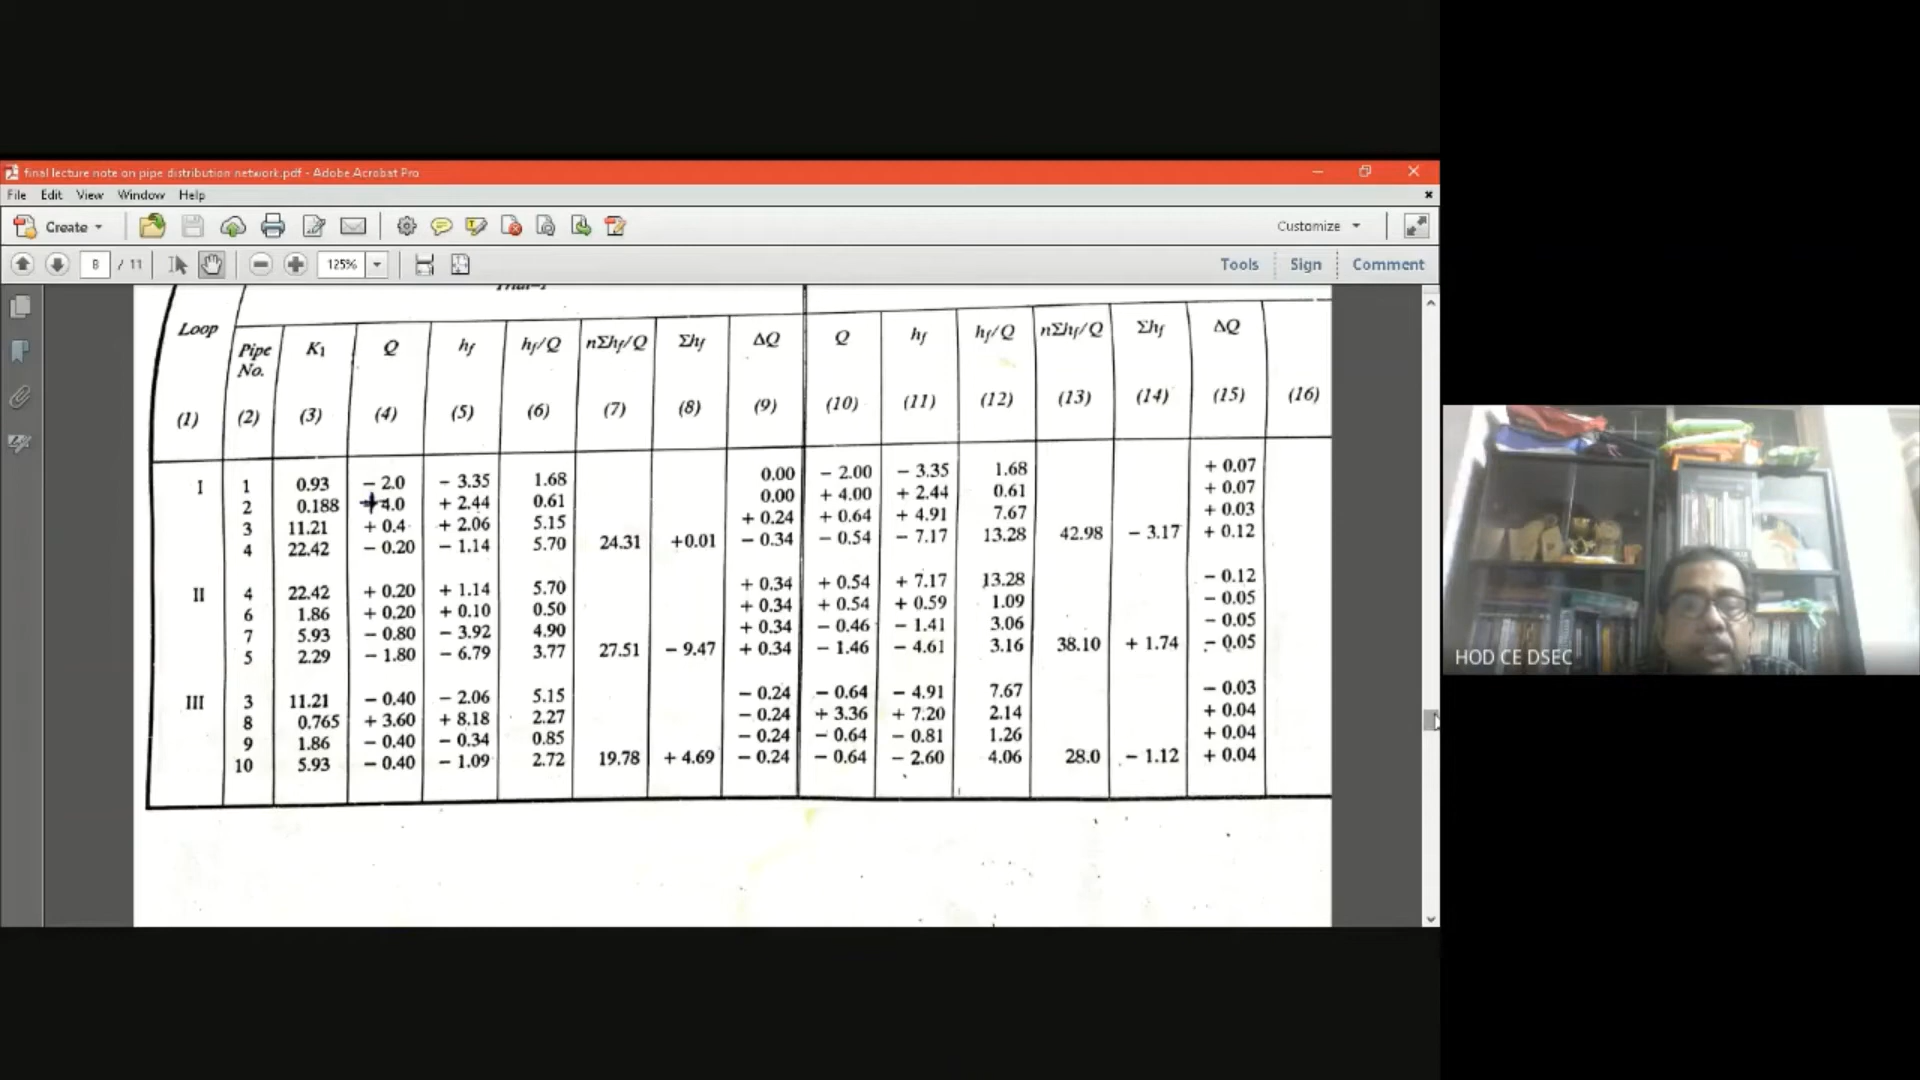 final lecture note on pipe distribution network.pdf - Adobe Acrobat Pro
File Edit View Window Help
Create Customize
8 / 11 125% Tools Sign Comment
Trial-1
Loop Pipe No. K1 Q hf hf/Q nΣhf/Q Σhf ΔQ Q hf hf/Q nΣhf/Q Σhf ΔQ
(1) (2) (3) (4) (5) (6) (7) (8) (9) (10) (11) (12) (13) (14) (15) (16)
I 1 0.93 – 2.0 – 3.35 1.68 0.00 – 2.00 – 3.35 1.68 + 0.07
2 0.188 + 4.0 + 2.44 0.61 0.00 + 4.00 + 2.44 0.61 + 0.07
3 11.21 + 0.4 + 2.06 5.15 + 0.24 + 0.64 + 4.91 7.67 + 0.03
4 22.42 – 0.20 – 1.14 5.70 24.31 +0.01 – 0.34 – 0.54 – 7.17 13.28 42.98 – 3.17 + 0.12
II 4 22.42 + 0.20 + 1.14 5.70 + 0.34 + 0.54 + 7.17 13.28 – 0.12
6 1.86 + 0.20 + 0.10 0.50 + 0.34 + 0.54 + 0.59 1.09 – 0.05
7 5.93 – 0.80 – 3.92 4.90 + 0.34 – 0.46 – 1.41 3.06 – 0.05
5 2.29 – 1.80 – 6.79 3.77 27.51 – 9.47 + 0.34 – 1.46 – 4.61 3.16 38.10 + 1.74 – 0.05
III 3 11.21 – 0.40 – 2.06 5.15 – 0.24 – 0.64 – 4.91 7.67 – 0.03
8 0.765 + 3.60 + 8.18 2.27 – 0.24 + 3.36 + 7.20 2.14 + 0.04
9 1.86 – 0.40 – 0.34 0.85 – 0.24 – 0.64 – 0.81 1.26 + 0.04
10 5.93 – 0.40 – 1.09 2.72 19.78 + 4.69 – 0.24 – 0.64 – 2.60 4.06 28.0 – 1.12 + 0.04
HOD CE DSEC